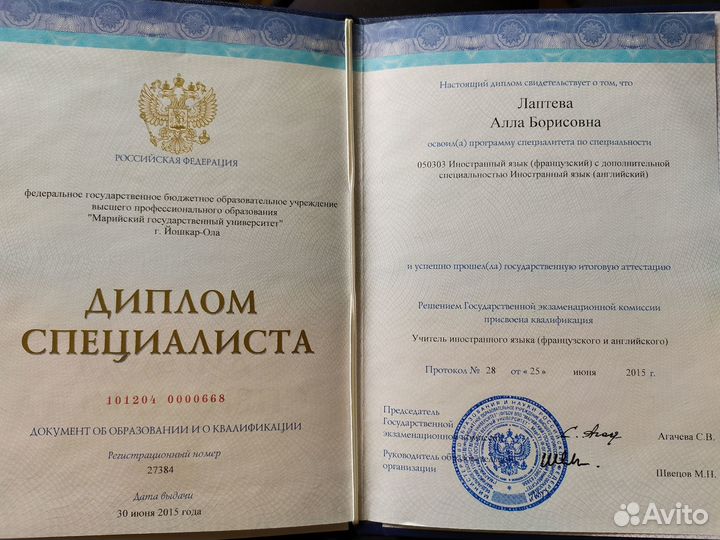 РОССИЙСКАЯ ФЕДЕРАЦИЯ
федеральное государственное бюджетное образовательное учреждение
высшего профессионального образования
"Марийский государственный университет"
г. Йошкар-Ола
ДИПЛОМ
СПЕЦИАЛИСТА
101204 0000668
ДОКУМЕНТ ОБ ОБРАЗОВАНИИ И О КВАЛИФИКАЦИИ
Регистрационный номер
27384
Дата выдачи
30 июня 2015 года
Настоящий диплом свидетельствует о том, что
Лаптева
Алла Борисовна
освоил(а) программу специалитета по специальности
050303 Иностранный язык (французский) с дополнительной
специальностью Иностранный язык (английский)
и успешно прошел(ла) государственную итоговую аттестацию
Решением Государственной экзаменационной комиссии
присвоена квалификация
Учитель иностранного языка (французского и английского)
Протокол № 28 от «25» июня 2015 г.
Председатель
Государственной
экзаменационной
Агачева С.В.
Руководитель
организации
Швецов М.Н.
Avito